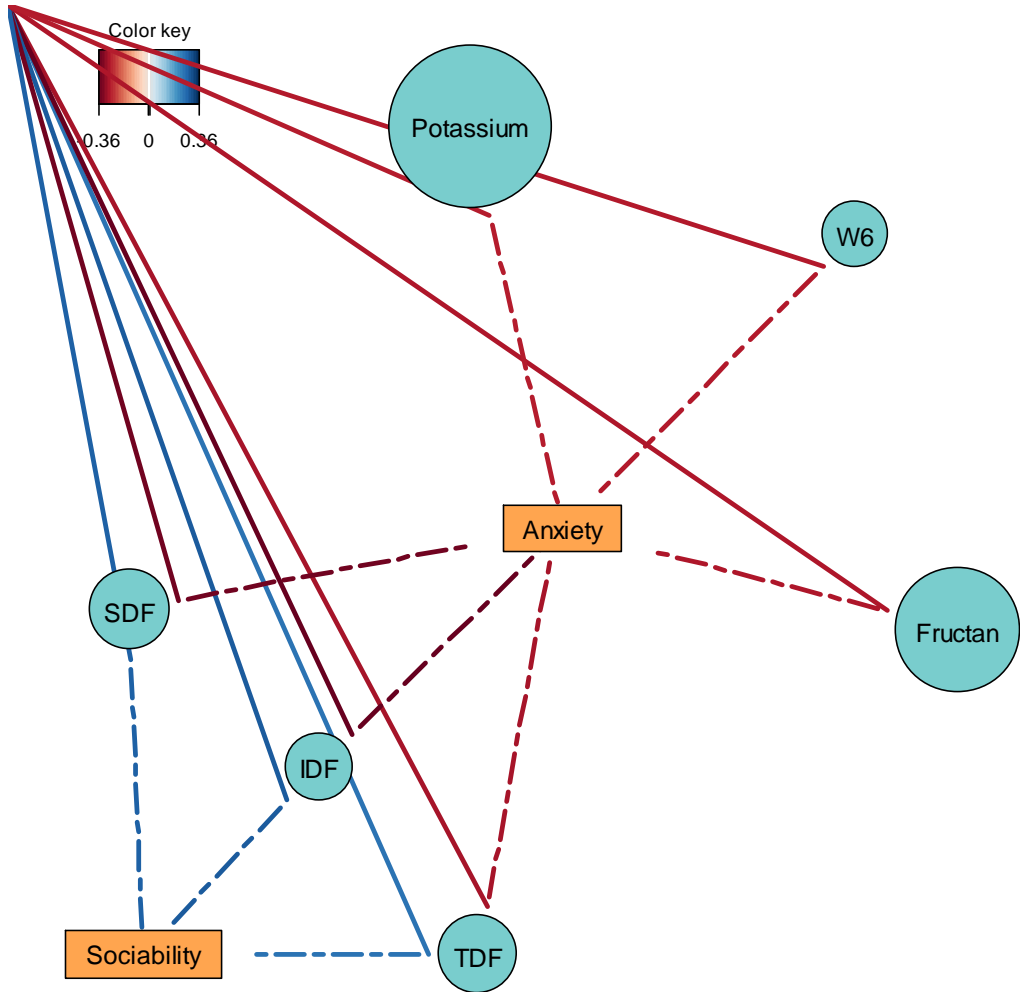 Color key
-0.36 0 0.36
Potassium
W6
Anxiety
SDF
Fructan
IDF
Sociability
TDF